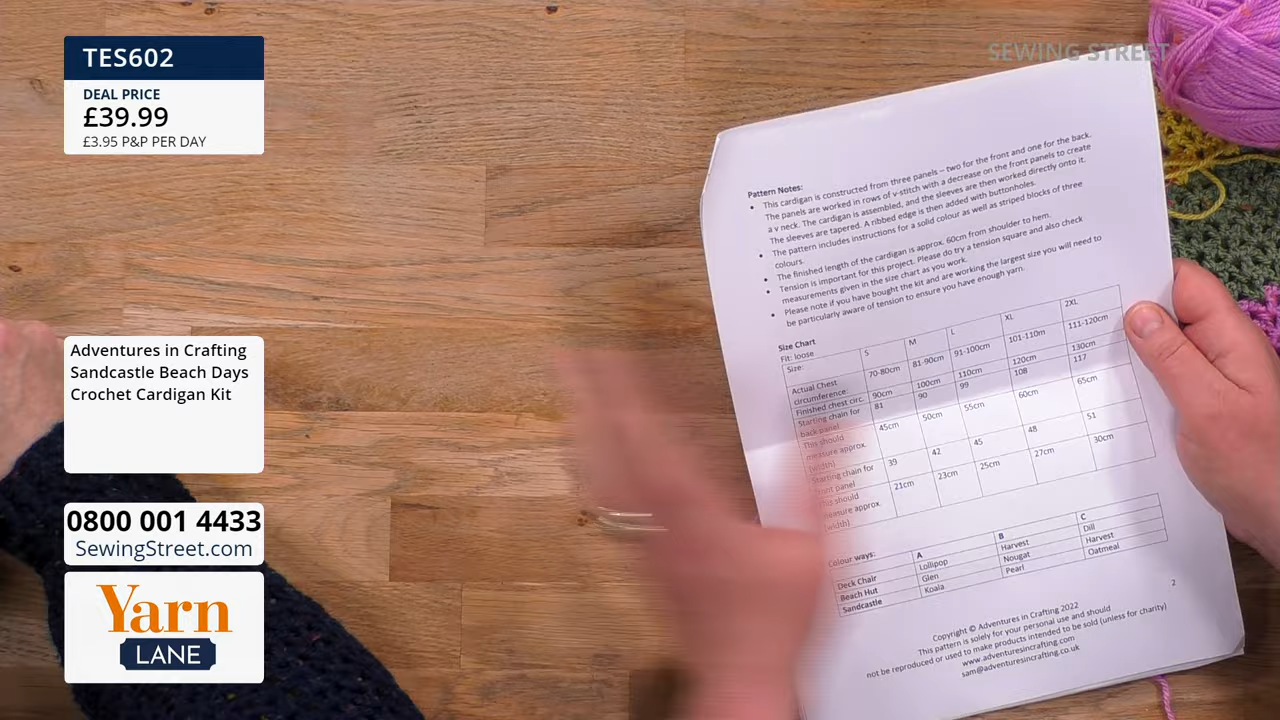 TES602
DEAL PRICE
£39.99
£3.95 P&P PER DAY
Adventures in Crafting
Sandcastle Beach Days
Crochet Cardigan Kit
0800 001 4433
SewingStreet.com
Yarn
LANE
SEWING STREET
Pattern Notes:
• This cardigan is constructed from three panels – two for the front and one for the back.
The panels are worked in rows of v-stitch with a decrease on the front panels to create
a v neck. The cardigan is assembled, and the sleeves are then worked directly onto it.
The sleeves are tapered. A ribbed edge is then added with buttonholes.
• The pattern includes instructions for a solid colour as well as striped blocks of three
colours.
• The finished length of the cardigan is approx. 60cm from shoulder to hem.
• Tension is important for this project. Please do try a tension square and also check
measurements given in the size chart as you work.
• Please note if you have bought the kit and are working the largest size you will need to
be particularly aware of tension to ensure you have enough yarn.
Size Chart
Fit: loose
Size: S M L XL 2XL
Actual Chest circumference: 70-80cm 81-90cm 91-100cm 101-110m 111-120cm
Finished chest circ. 90cm 100cm 110cm 120cm 130cm
Starting chain for back panel 81 90 99 108 117
This should measure approx. (width) 45cm 50cm 55cm 60cm 65cm
Starting chain for front panel 39 42 45 48 51
This should measure approx (width) 21cm 23cm 25cm 27cm 30cm
Colour ways: A B C
Deck Chair Lollipop Harvest Dill
Beach Hut Glen Nougat Harvest
Sandcastle Koala Pearl Oatmeal
2
Copyright © Adventures in Crafting 2022
This pattern is solely for your personal use and should
not be reproduced or used to make products intended to be sold (unless for charity)
www.adventuresincrafting.com
sam@adventuresincrafting.co.uk